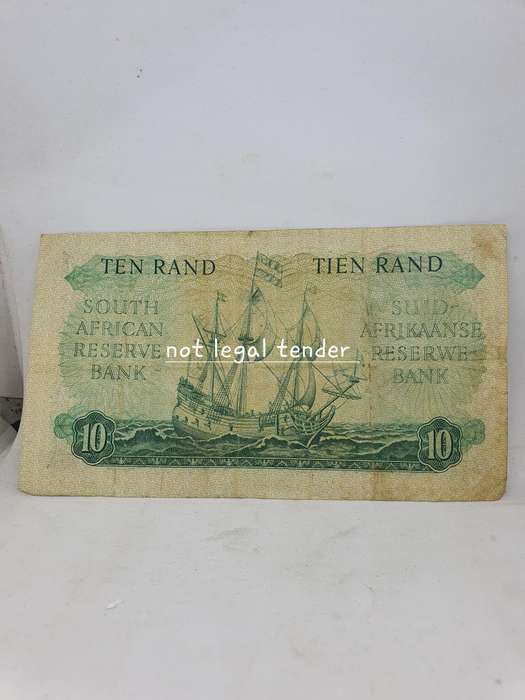 TEN RAND
TIEN RAND
SOUTH
AFRICAN
RESERVE
BANK
SUID-
AFRIKAANSE
RESERWE-
BANK
not legal tender
10
10